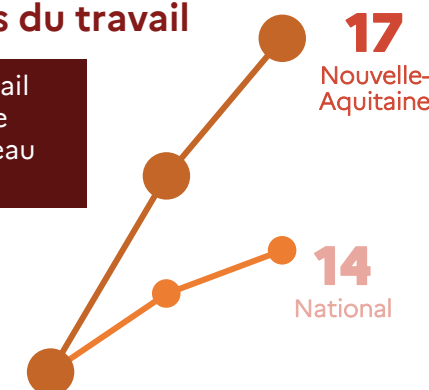 s du travail
ail
e
eau
17
Nouvelle-
Aquitaine
14
National